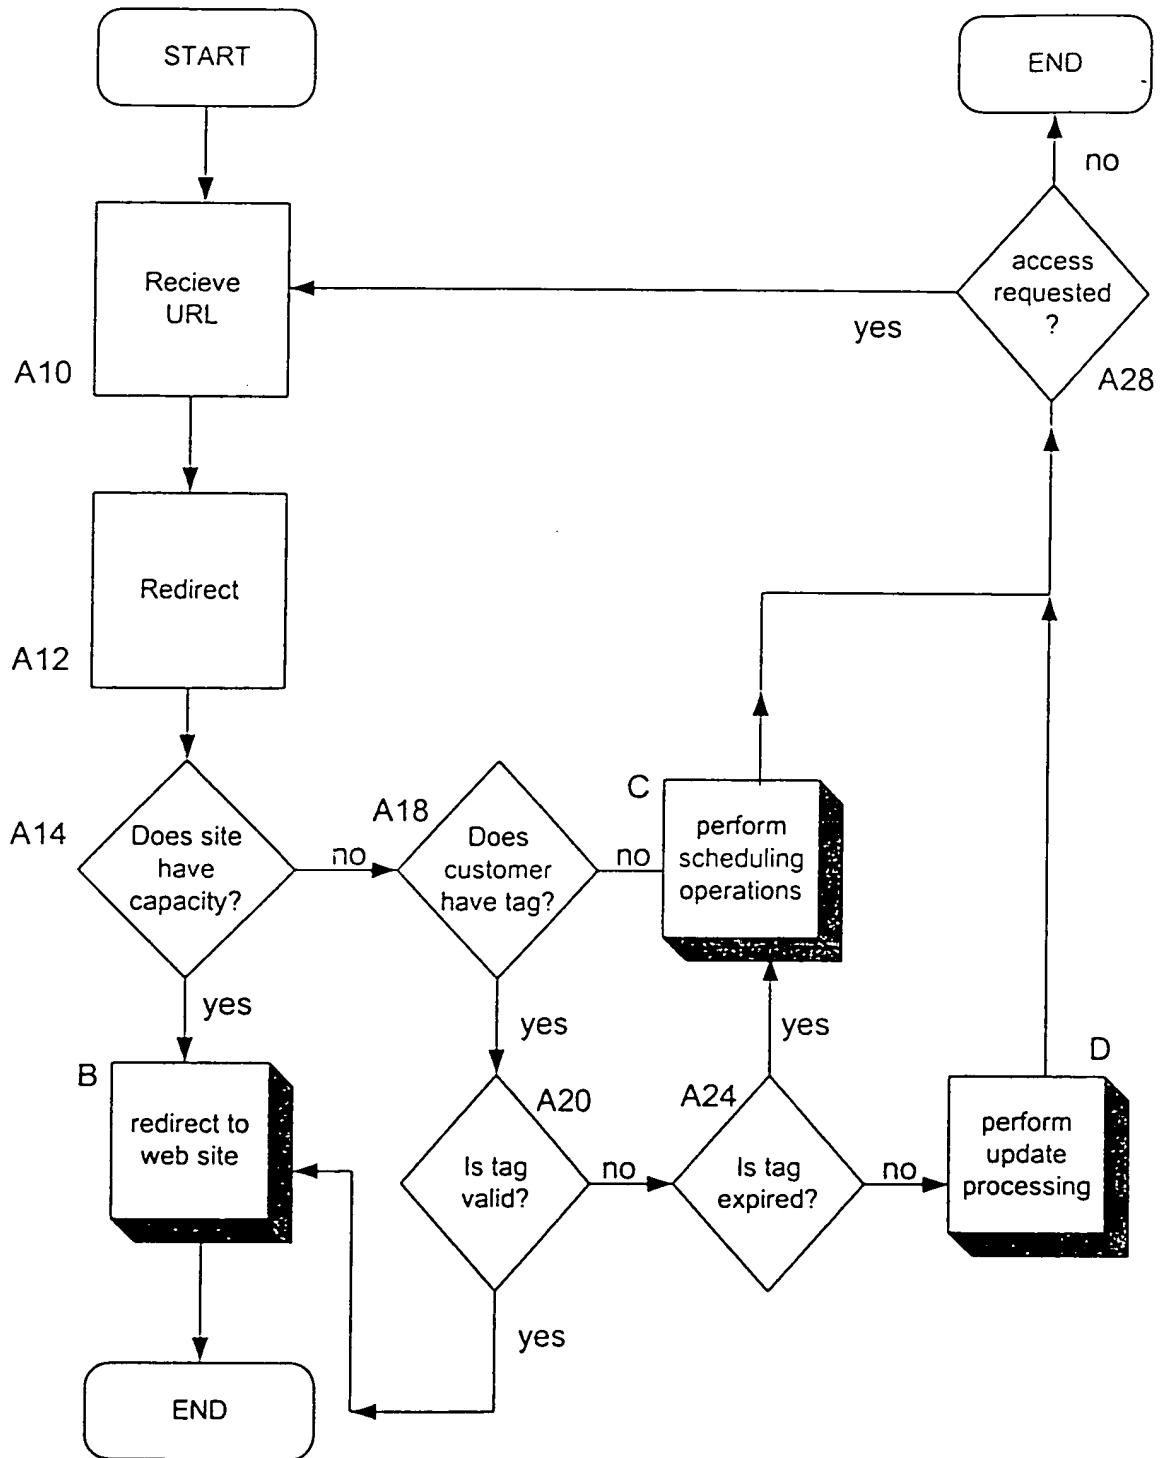 START
END
no
access
requested
?
yes
A28
Recieve
URL
A10
Redirect
A12
A14
Does site
have
capacity?
no
A18
Does
customer
have tag?
no
C
perform
scheduling
operations
yes
yes
yes
B
redirect to
web site
A20
Is tag
valid?
no
A24
Is tag
expired?
no
D
perform
update
processing
yes
END